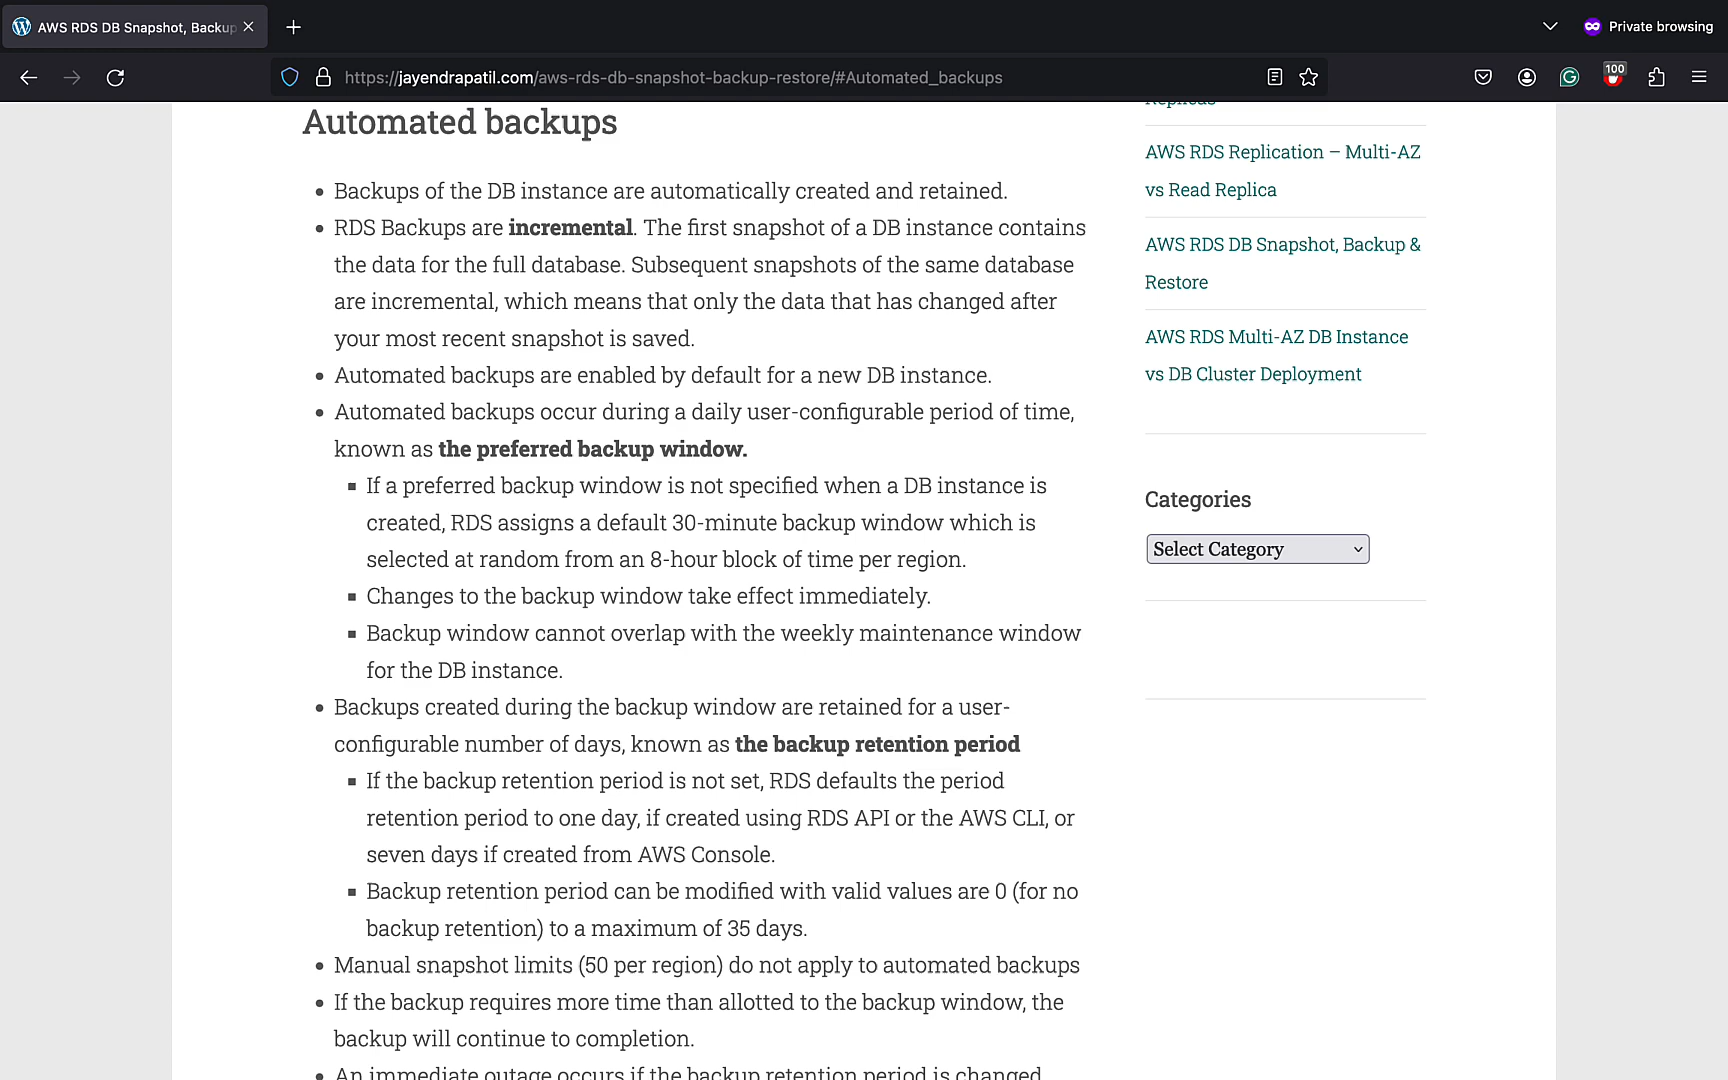 AWS RDS DB Snapshot, Backup
Private browsing
https://jayendrapatil.com/aws-rds-db-snapshot-backup-restore/#Automated_backups
100
Automated backups
• Backups of the DB instance are automatically created and retained.
• RDS Backups are incremental. The first snapshot of a DB instance contains
the data for the full database. Subsequent snapshots of the same database
are incremental, which means that only the data that has changed after
your most recent snapshot is saved.
• Automated backups are enabled by default for a new DB instance.
• Automated backups occur during a daily user-configurable period of time,
known as the preferred backup window.
▪ If a preferred backup window is not specified when a DB instance is
created, RDS assigns a default 30-minute backup window which is
selected at random from an 8-hour block of time per region.
▪ Changes to the backup window take effect immediately.
▪ Backup window cannot overlap with the weekly maintenance window
for the DB instance.
• Backups created during the backup window are retained for a user-
configurable number of days, known as the backup retention period
▪ If the backup retention period is not set, RDS defaults the period
retention period to one day, if created using RDS API or the AWS CLI, or
seven days if created from AWS Console.
▪ Backup retention period can be modified with valid values are 0 (for no
backup retention) to a maximum of 35 days.
• Manual snapshot limits (50 per region) do not apply to automated backups
• If the backup requires more time than allotted to the backup window, the
backup will continue to completion.
• An immediate outage occurs if the backup retention period is changed
Replicas
AWS RDS Replication – Multi-AZ
vs Read Replica
AWS RDS DB Snapshot, Backup &
Restore
AWS RDS Multi-AZ DB Instance
vs DB Cluster Deployment
Categories
Select Category